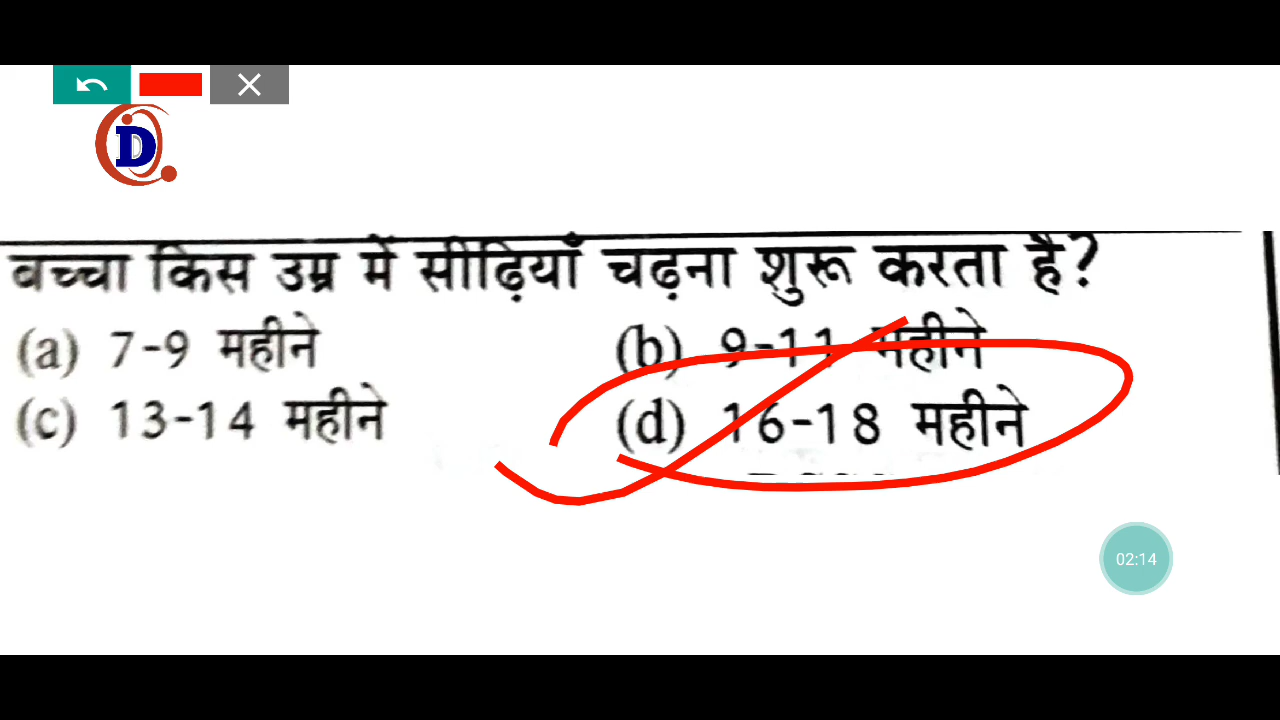 D
बच्चा किस उम्र में सीढ़ियाँ चढ़ना शुरू करता है?
(a) 7-9 महीने (b) 9-11 महीने
(c) 13-14 महीने (d) 16-18 महीने
02:14